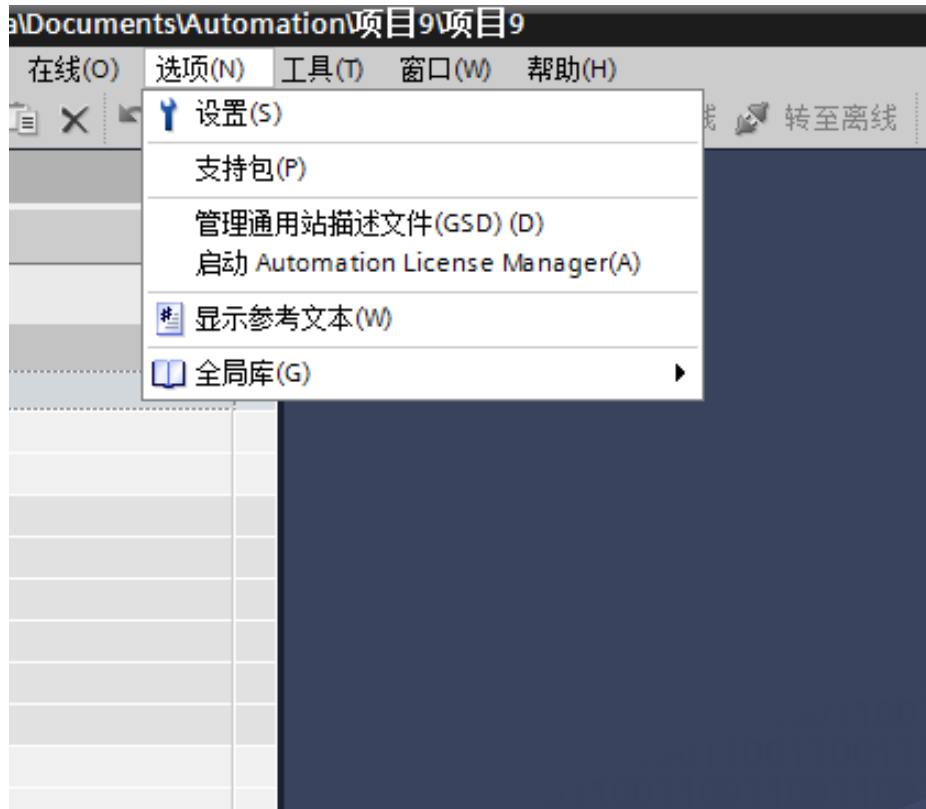 a\Documents\Automation\项目9\项目9
在线(O) 选项(N) 工具(T) 窗口(W) 帮助(H)
设置(S)
线 转至离线
支持包(P)
管理通用站描述文件(GSD) (D)
启动 Automation License Manager(A)
显示参考文本(W)
全局库(G)